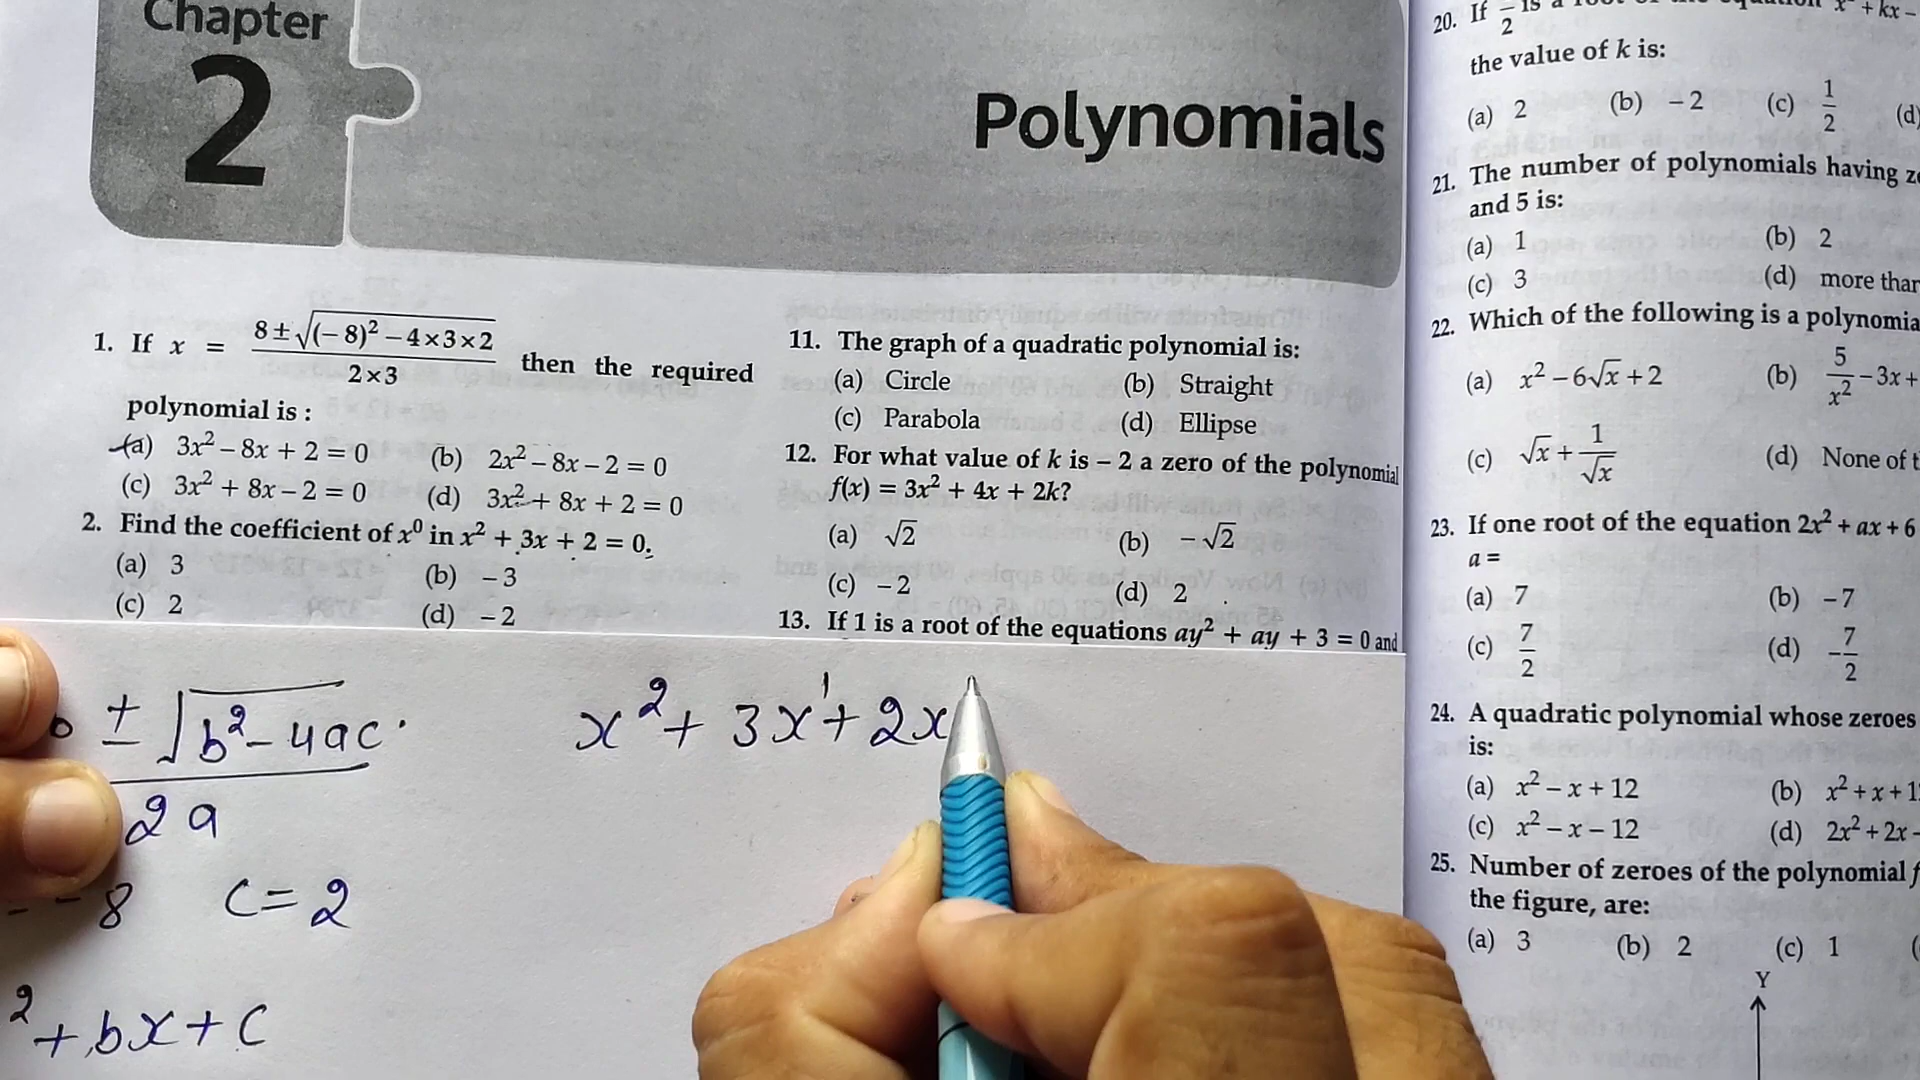 Chapter
2
Polynomials
1. If x = \frac{8 ± \sqrt{(-8)^2 - 4×3×2}}{2×3} then the required
polynomial is :
(a) 3x² - 8x + 2 = 0 (b) 2x² - 8x - 2 = 0
(c) 3x² + 8x - 2 = 0 (d) 3x² + 8x + 2 = 0
2. Find the coefficient of x⁰ in x² + 3x + 2 = 0.
(a) 3 (b) -3
(c) 2 (d) -2
11. The graph of a quadratic polynomial is:
(a) Circle (b) Straight
(c) Parabola (d) Ellipse
12. For what value of k is – 2 a zero of the polynomial
f(x) = 3x² + 4x + 2k?
(a) √2 (b) -√2
(c) -2 (d) 2
13. If 1 is a root of the equations ay² + ay + 3 = 0 and
± √b²-4ac
2a
-8 c=2
2
+bx+c
x² + 3x¹ + 2x
20. If
2
the value of k is:
(a) 2 (b) -2 (c) 1/2 (d)
21. The number of polynomials having
and 5 is:
(a) 1 (b) 2
(c) 3 (d) more
22. Which of the following is a
(a) x² - 6√x + 2 (b) 5/x² - 3x +
(c) √x + 1/√x (d) None of
23. If one root of the equation 2x² + ax + 6
a =
(a) 7 (b) -7
(c) 7/2 (d) -7/2
24. A quadratic polynomial whose zeroes
is:
(a) x² - x + 12 (b) x² + x + 1
(c) x² - x - 12 (d) 2x² + 2x -
25. Number of zeroes of the polynomial
the figure, are:
(a) 3 (b) 2 (c) 1
Y